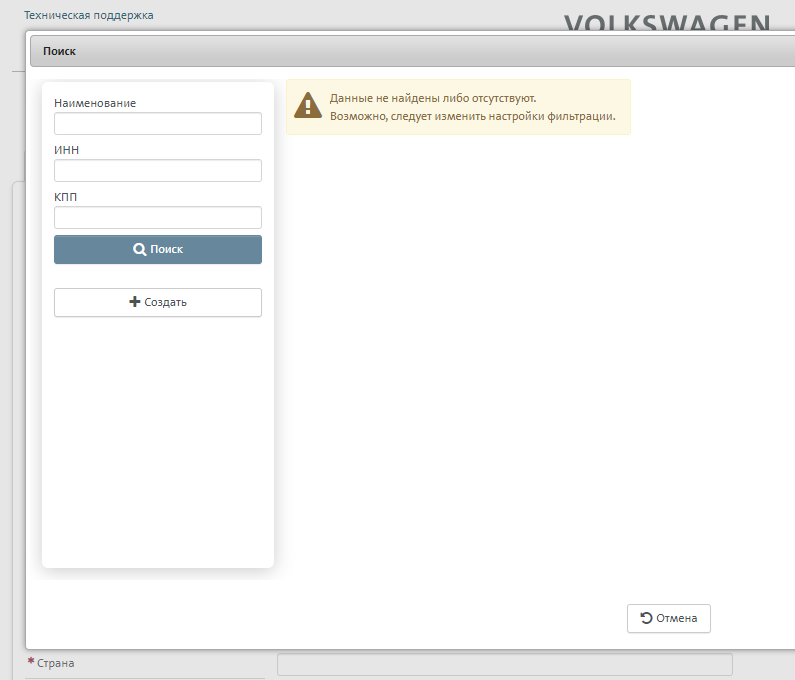 Техническая поддержка
VOLKSWAGEN
Поиск
Наименование
ИНН
КПП
Поиск
Создать
Данные не найдены либо отсутствуют.
Возможно, следует изменить настройки фильтрации.
Отмена
* Страна